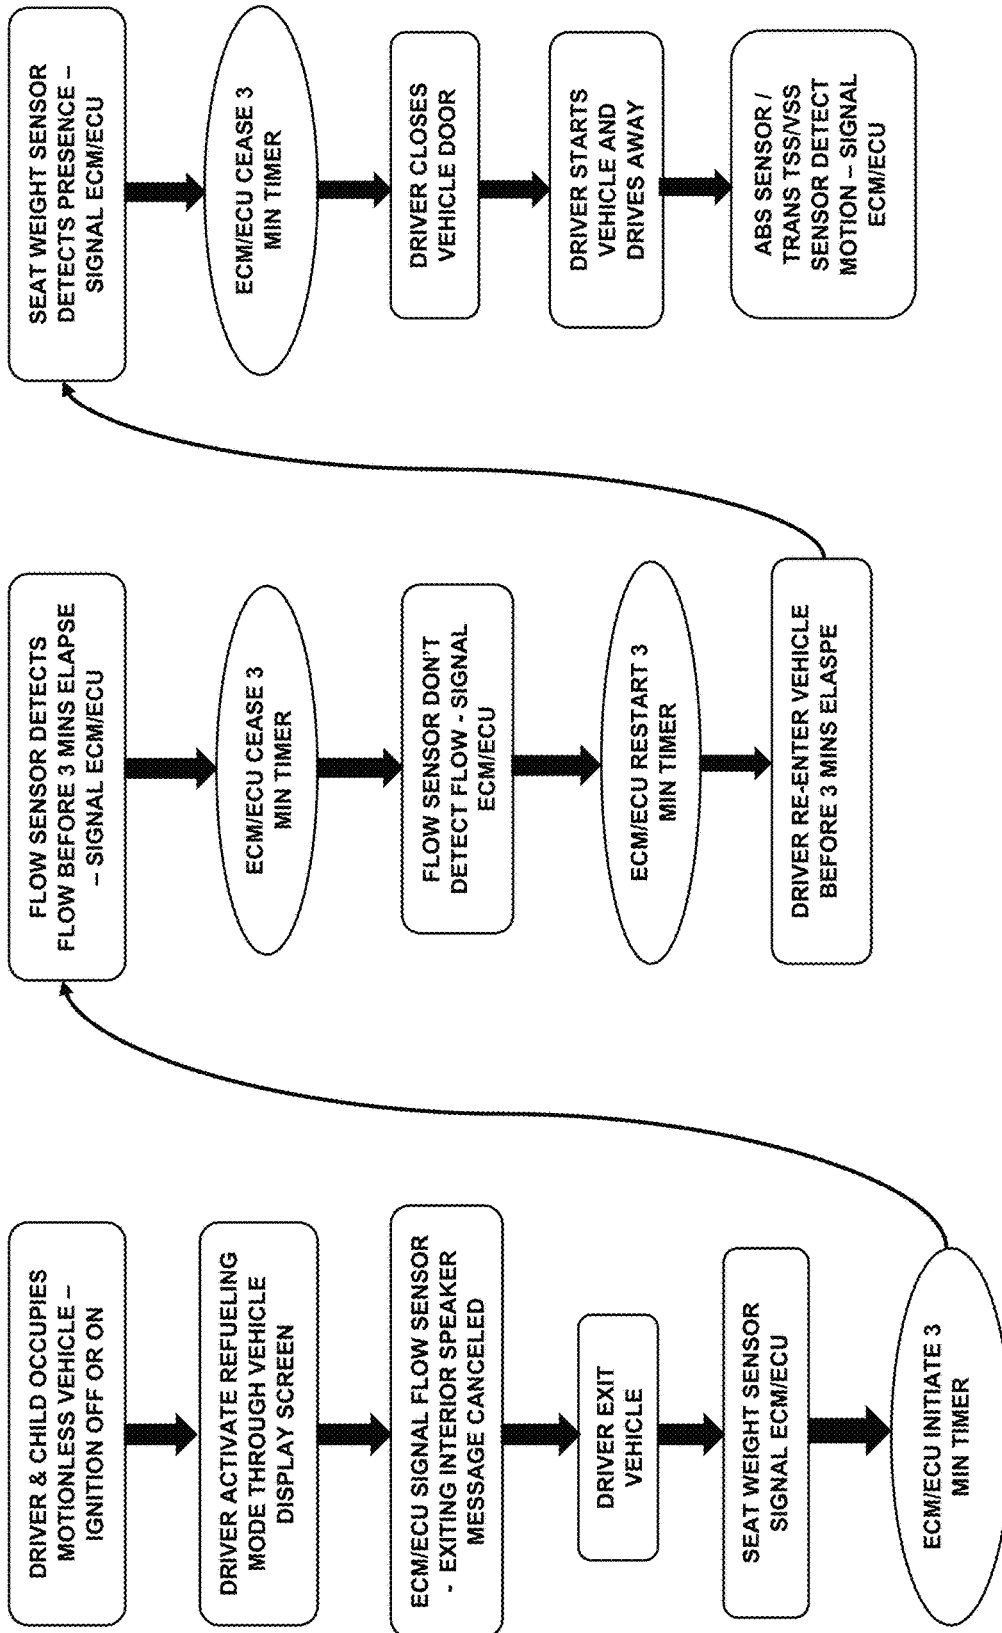 DRIVER & CHILD OCCUPIES
MOTIONLESS VEHICLE –
IGNITION OFF OR ON
DRIVER ACTIVATE REFUELING
MODE THROUGH VEHICLE
DISPLAY SCREEN
ECM/ECU SIGNAL FLOW SENSOR
- EXITING INTERIOR SPEAKER
MESSAGE CANCELED
DRIVER EXIT
VEHICLE
SEAT WEIGHT SENSOR
SIGNAL ECM/ECU
ECM/ECU INITIATE 3
MIN TIMER
FLOW SENSOR DETECTS
FLOW BEFORE 3 MINS ELAPSE
– SIGNAL ECM/ECU
ECM/ECU CEASE 3
MIN TIMER
FLOW SENSOR DON'T
DETECT FLOW - SIGNAL
ECM/ECU
ECM/ECU RESTART 3
MIN TIMER
DRIVER RE-ENTER VEHICLE
BEFORE 3 MINS ELASPE
SEAT WEIGHT SENSOR
DETECTS PRESENCE –
SIGNAL ECM/ECU
ECM/ECU CEASE 3
MIN TIMER
DRIVER CLOSES
VEHICLE DOOR
DRIVER STARTS
VEHICLE AND
DRIVES AWAY
ABS SENSOR /
TRANS TSS/VSS
SENSOR DETECT
MOTION – SIGNAL
ECM/ECU